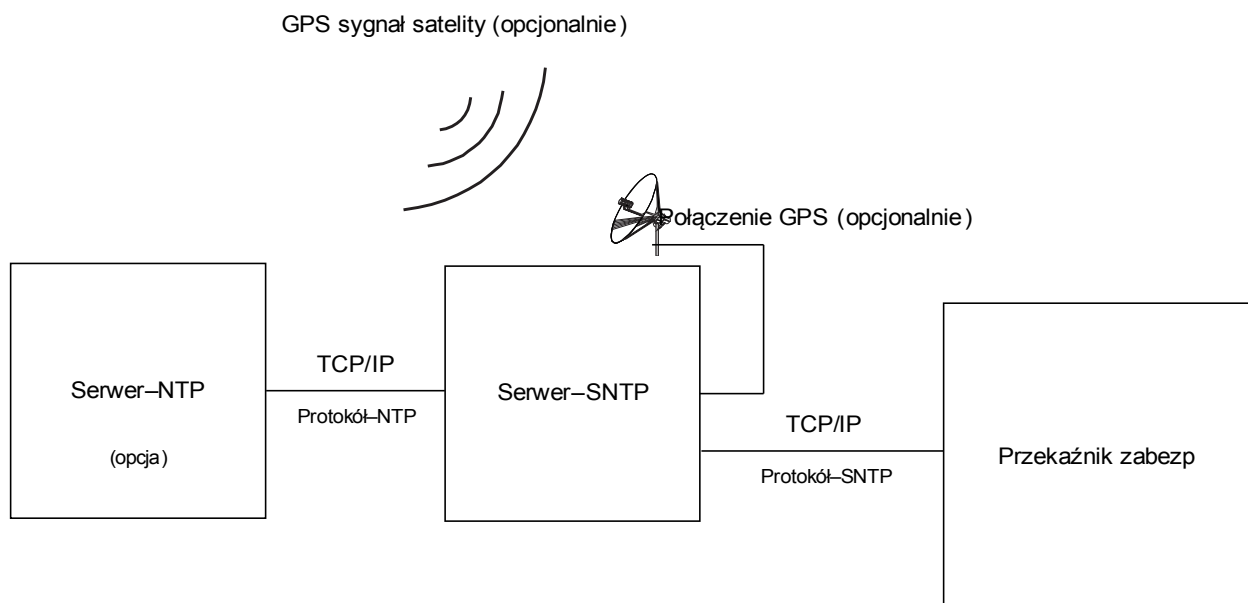 GPS sygnał satelity (opcjonalnie)
Połączenie GPS (opcjonalnie)
TCP/IP
Serwer–NTP
Serwer–SNTP
Protokół–NTP
TCP/IP
(opcja)
Przekaźnik zabezp
Protokół–SNTP